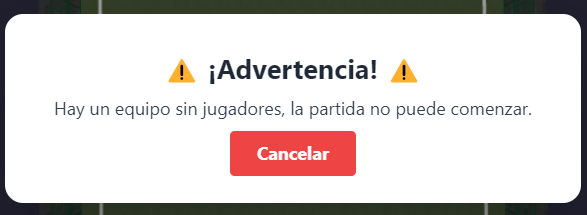 ⚠️ ¡Advertencia! ⚠️
Hay un equipo sin jugadores, la partida no puede comenzar.
Cancelar